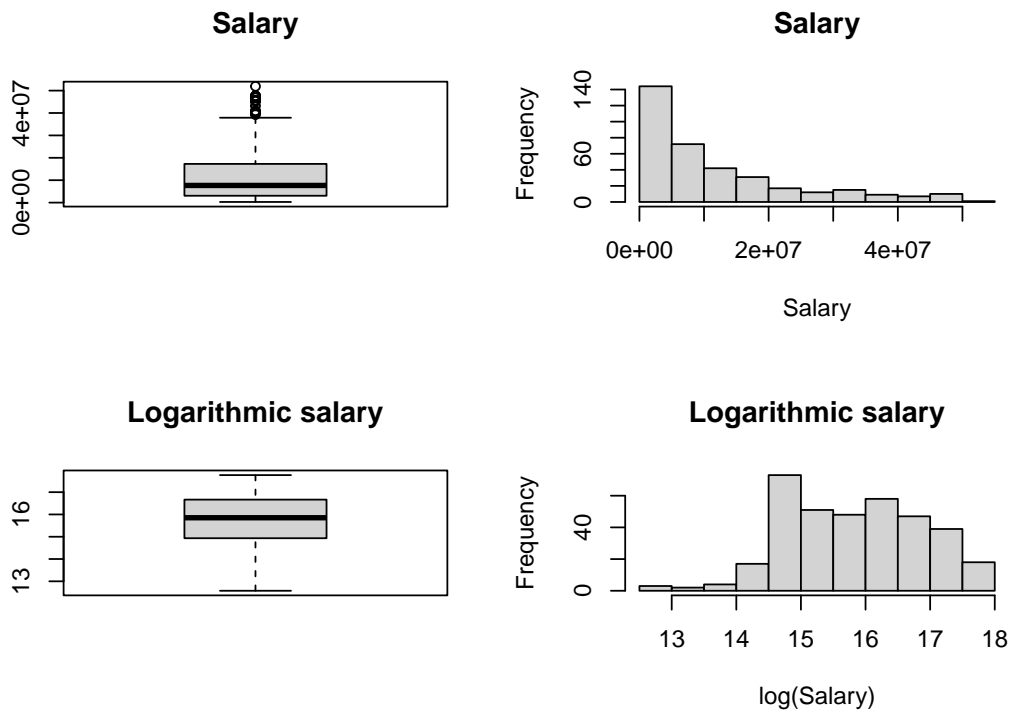 Salary
0e+00 4e+07
Salary
Frequency
0 60 140
0e+00 2e+07 4e+07
Salary
Logarithmic salary
13 16
Logarithmic salary
Frequency
0 40
13 14 15 16 17 18
log(Salary)